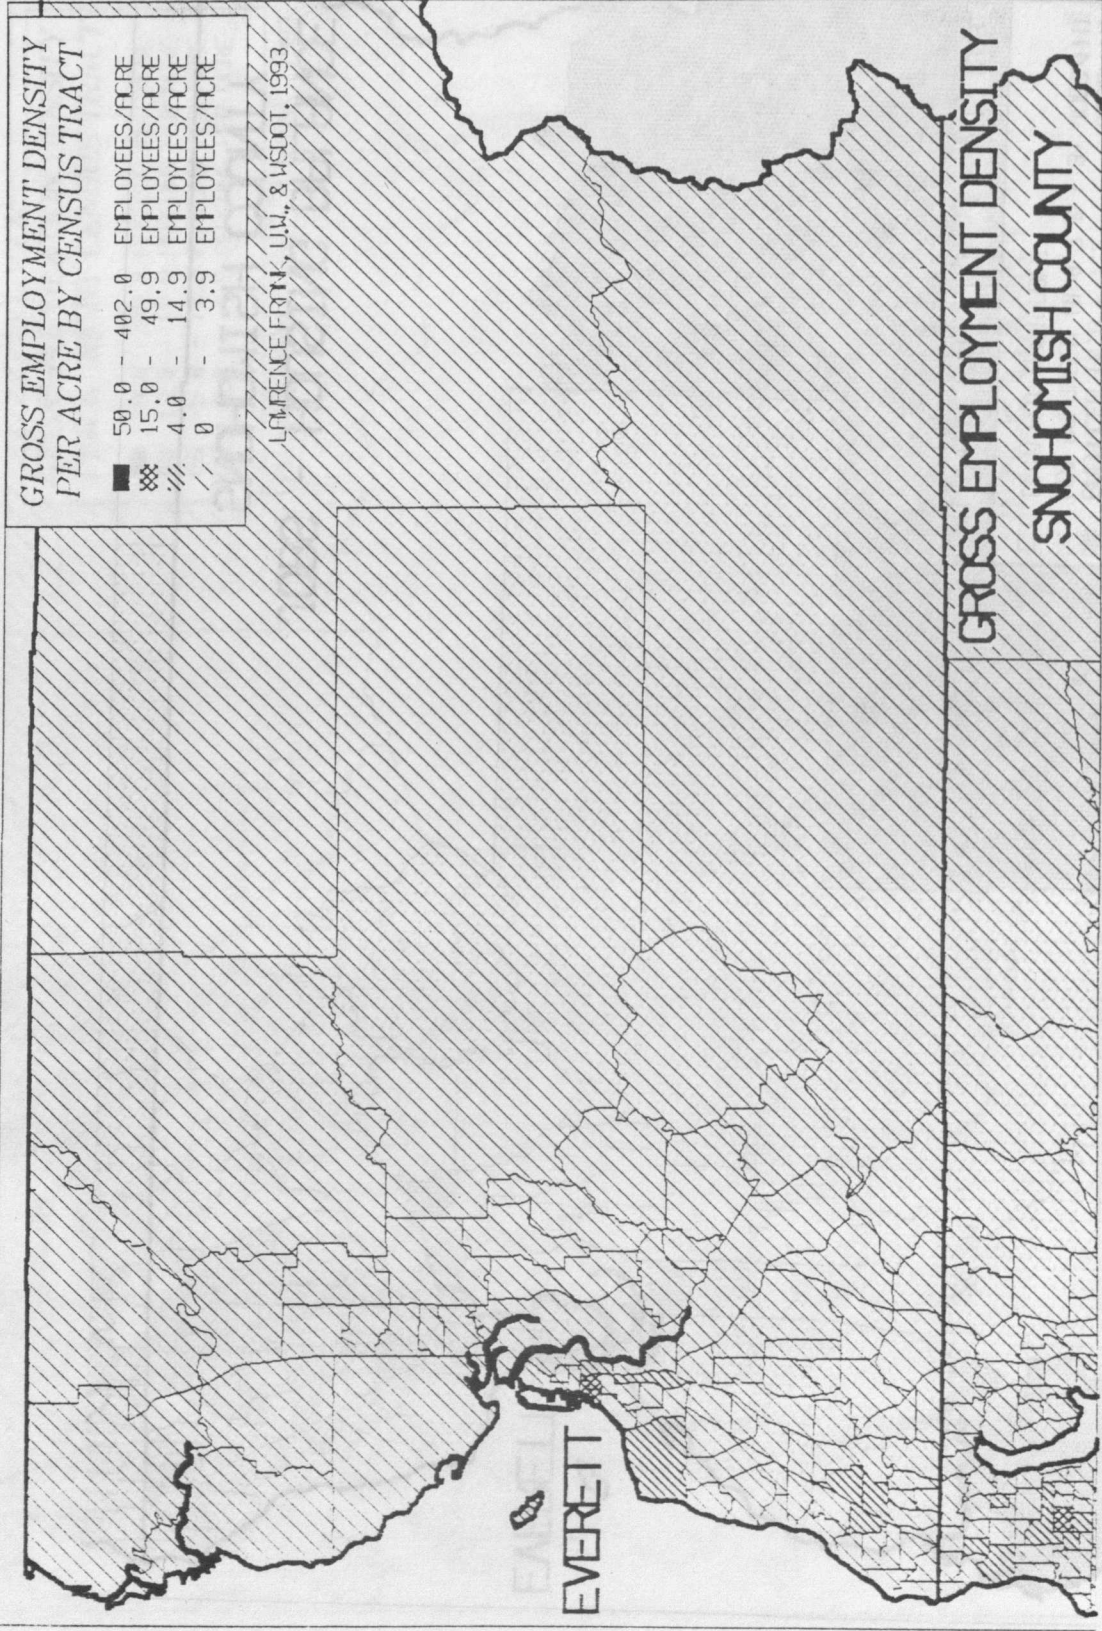 GROSS EMPLOYMENT DENSITY
PER ACRE BY CENSUS TRACT
50.0 - 402.0 EMPLOYEES/ACRE
15.0 - 49.9 EMPLOYEES/ACRE
4.0 - 14.9 EMPLOYEES/ACRE
0 - 3.9 EMPLOYEES/ACRE
LAWRENCE FRANK, U.W., & WSDOT, 1993
EVERETT
GROSS EMPLOYMENT DENSITY
SNOHOMISH COUNTY